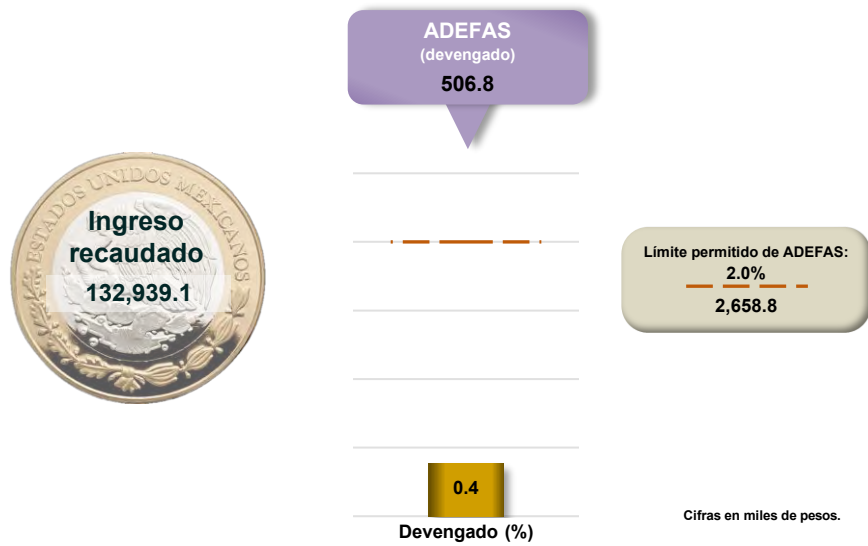 ADEFAS
(devengado)
506.8
ESTADOS UNIDOS MEXICANOS
Ingreso
recaudado
132,939.1
Límite permitido de ADEFAS:
2.0%
2,658.8
0.4
Devengado (%)
Cifras en miles de pesos.